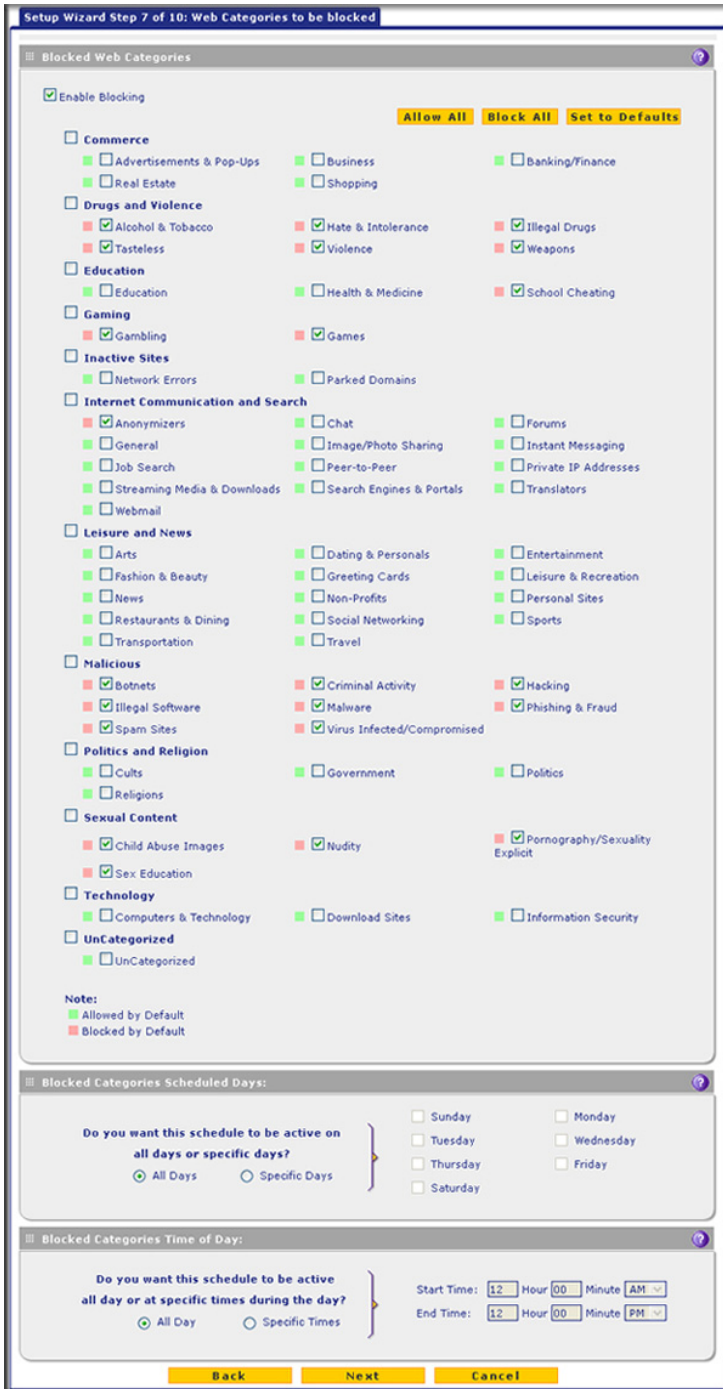 Setup Wizard Step 7 of 10: Web Categories to be blocked
Blocked Web Categories
?
Enable Blocking
Allow All Block All Set to Defaults
Commerce
Advertisements & Pop-Ups Business Banking/Finance
Real Estate Shopping
Drugs and Violence
Alcohol & Tobacco Hate & Intolerance Illegal Drugs
Tasteless Violence Weapons
Education
Education Health & Medicine School Cheating
Gaming
Gambling Games
Inactive Sites
Network Errors Parked Domains
Internet Communication and Search
Anonymizers Chat Forums
General Image/Photo Sharing Instant Messaging
Job Search Peer-to-Peer Private IP Addresses
Streaming Media & Downloads Search Engines & Portals Translators
Webmail
Leisure and News
Arts Dating & Personals Entertainment
Fashion & Beauty Greeting Cards Leisure & Recreation
News Non-Profits Personal Sites
Restaurants & Dining Social Networking Sports
Transportation Travel
Malicious
Botnets Criminal Activity Hacking
Illegal Software Malware Phishing & Fraud
Spam Sites Virus Infected/Compromised
Politics and Religion
Cults Government Politics
Religions
Sexual Content
Child Abuse Images Nudity Pornography/Sexuality
Explicit
Sex Education
Technology
Computers & Technology Download Sites Information Security
UnCategorized
UnCategorized
Note:
Allowed by Default
Blocked by Default
Blocked Categories Scheduled Days:
?
Do you want this schedule to be active on
all days or specific days?
All Days Specific Days
Sunday Monday
Tuesday Wednesday
Thursday Friday
Saturday
Blocked Categories Time of Day:
?
Do you want this schedule to be active
all day or at specific times during the day?
All Day Specific Times
Start Time: 12 Hour 00 Minute AM
End Time: 12 Hour 00 Minute PM
Back Next Cancel